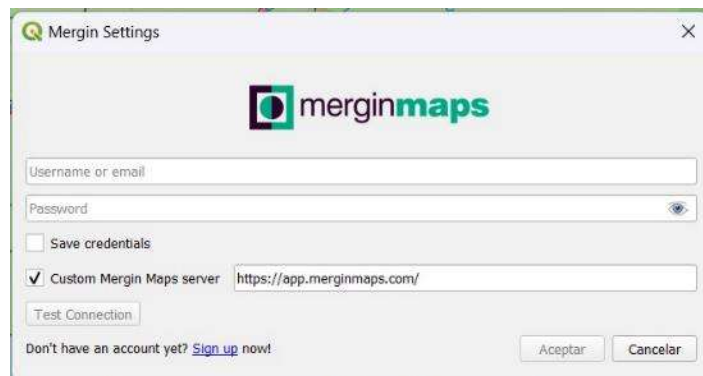 Mergin Settings
merginmaps
Username or email
Password
Save credentials
Custom Mergin Maps server https://app.merginmaps.com/
Test Connection
Don't have an account yet? Sign up now!
Aceptar Cancelar